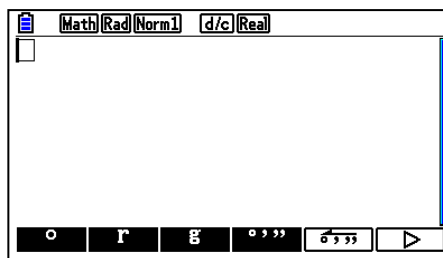 Math Rad Norm1 d/c Real
° r g °,,, °,,, ▷